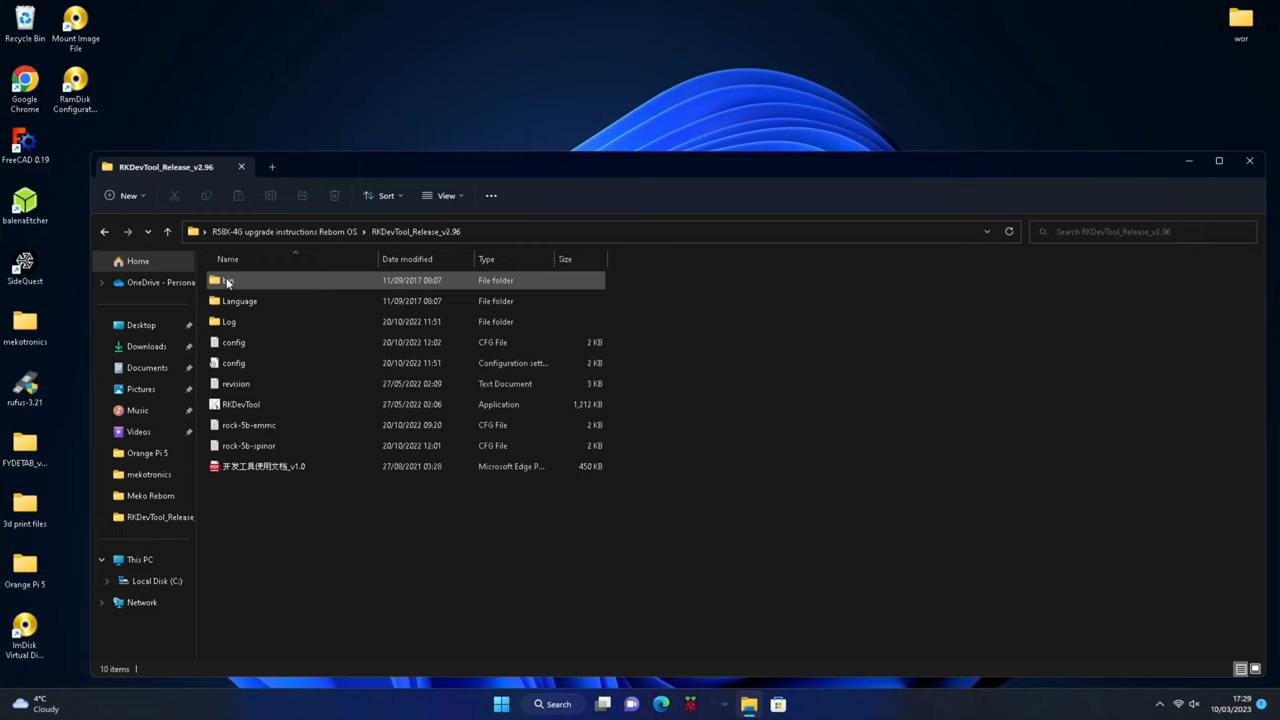 Recycle Bin
Mount Image
File
wor
Google
Chrome
RamDisk
Configurat...
FreeCAD 0.19
balenaEtcher
SideQuest
mekotronics
rufus-3.21
FYDETAB_v...
3d print files
Orange Pi 5
ImDisk
Virtual Di...
RKDevTool_Release_v2.96
New
Sort
View
R58X-4G upgrade instructions Reborn OS > RKDevTool_Release_v2.96
Search RKDevTool_Release_v2.96
Home
OneDrive - Persona
Desktop
Downloads
Documents
Pictures
Music
Videos
Orange Pi 5
mekotronics
Meko Reborn
RKDevTool_Release_
This PC
Local Disk (C:)
Network
Name Date modified Type Size
bin 11/09/2017 08:07 File folder
Language 11/09/2017 08:07 File folder
Log 20/10/2022 11:51 File folder
config 20/10/2022 12:02 CFG File 2 KB
config 20/10/2022 11:51 Configuration sett... 2 KB
revision 27/05/2022 02:09 Text Document 3 KB
RKDevTool 27/05/2022 02:06 Application 1,212 KB
rock-5b-emmc 20/10/2022 09:20 CFG File 2 KB
rock-5b-spinor 20/10/2022 12:01 CFG File 2 KB
开发工具使用文档_v1.0 27/08/2021 03:28 Microsoft Edge P... 450 KB
10 items
4°C
Cloudy
Search
17:29
10/03/2023